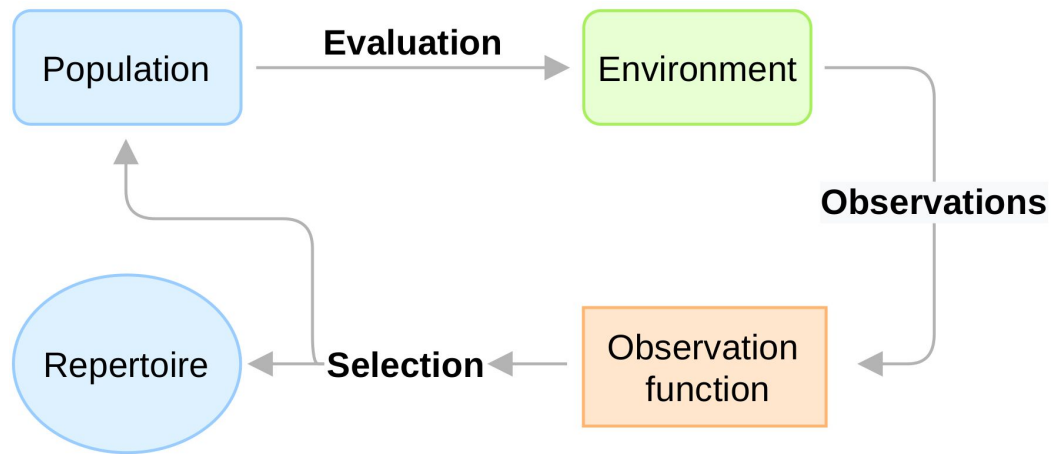 Population
Evaluation
Environment
Observations
Repertoire
Selection
Observation
function